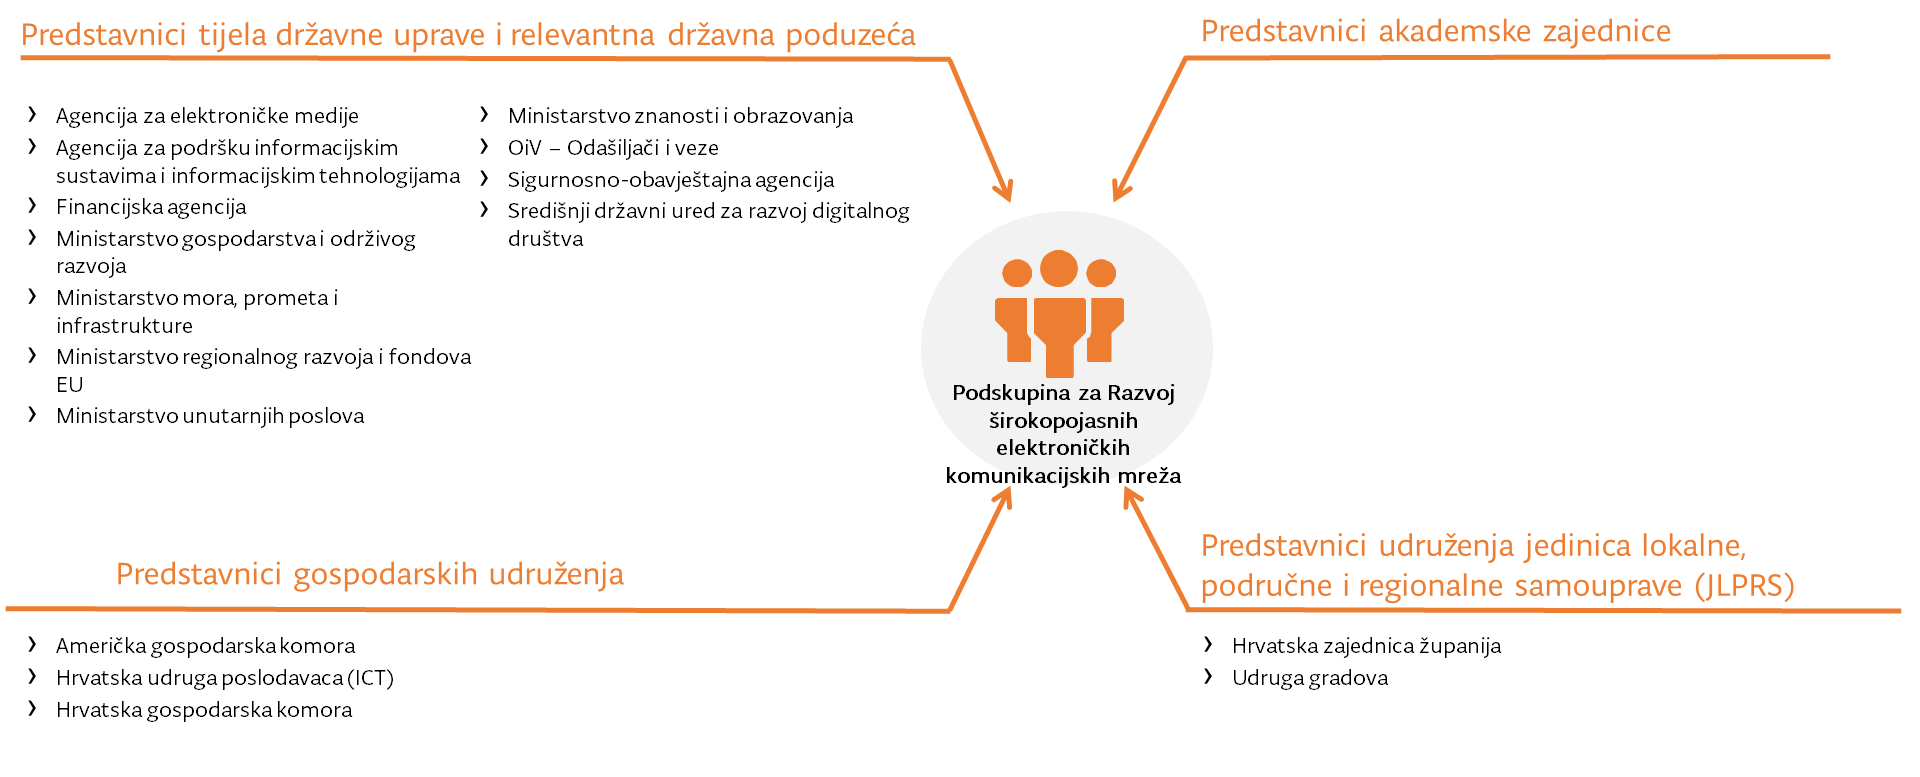 Predstavnici tijela državne uprave i relevantna državna poduzeća
Agencija za elektroničke medije
Agencija za podršku informacijskim
sustavima i informacijskim tehnologijama
Financijska agencija
Ministarstvo gospodarstva i održivog
razvoja
Ministarstvo mora, prometa i
infrastrukture
Ministarstvo regionalnog razvoja i fondova
EU
Ministarstvo unutarnjih poslova
Ministarstvo znanosti i obrazovanja
OiV – Odašiljači i veze
Sigurnosno-obavještajna agencija
Središnji državni ured za razvoj digitalnog
društva
Predstavnici akademske zajednice
Podskupina za Razvoj
širokopojasnih
elektroničkih
komunikacijskih mreža
Predstavnici gospodarskih udruženja
Američka gospodarska komora
Hrvatska udruga poslodavaca (ICT)
Hrvatska gospodarska komora
Predstavnici udruženja jedinica lokalne,
područne i regionalne samouprave (JLPRS)
Hrvatska zajednica županija
Udruga gradova